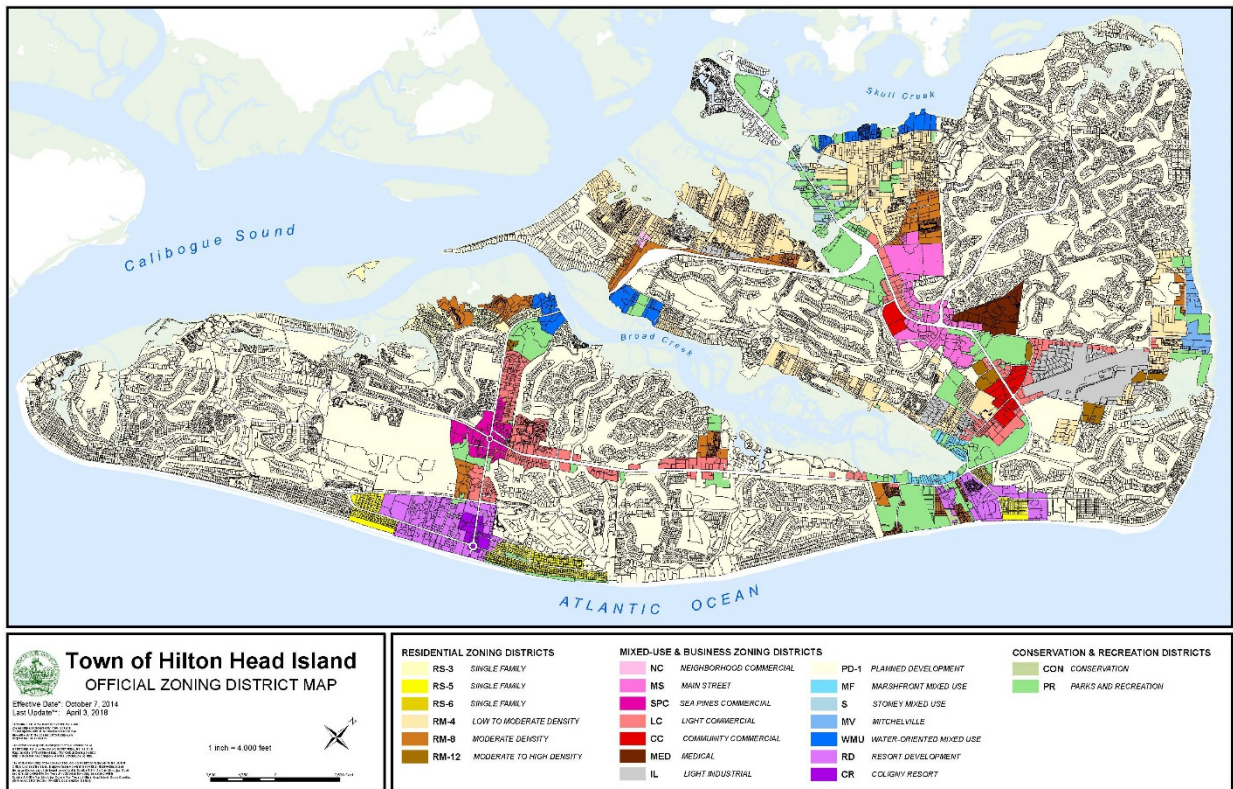 Skull Creek
Calibogue Sound
Broad Creek
ATLANTIC OCEAN
Town of Hilton Head Island
OFFICIAL ZONING DISTRICT MAP
Effective Date*: October 7, 2014
Last Update**: April 3, 2018
1 inch = 4,000 feet
N
RESIDENTIAL ZONING DISTRICTS
RS-3 SINGLE FAMILY
RS-5 SINGLE FAMILY
RS-6 SINGLE FAMILY
RM-4 LOW TO MODERATE DENSITY
RM-8 MODERATE DENSITY
RM-12 MODERATE TO HIGH DENSITY
MIXED-USE & BUSINESS ZONING DISTRICTS
NC NEIGHBORHOOD COMMERCIAL
MS MAIN STREET
SPC SEA PINES COMMERCIAL
LC LIGHT COMMERCIAL
CC COMMUNITY COMMERCIAL
MED MEDICAL
IL LIGHT INDUSTRIAL
PD-1 PLANNED DEVELOPMENT
MF MARSHFRONT MIXED USE
S STONEY MIXED USE
MV MITCHELVILLE
WMU WATER-ORIENTED MIXED USE
RD RESORT DEVELOPMENT
CR COLIGNY RESORT
CONSERVATION & RECREATION DISTRICTS
CON CONSERVATION
PR PARKS AND RECREATION